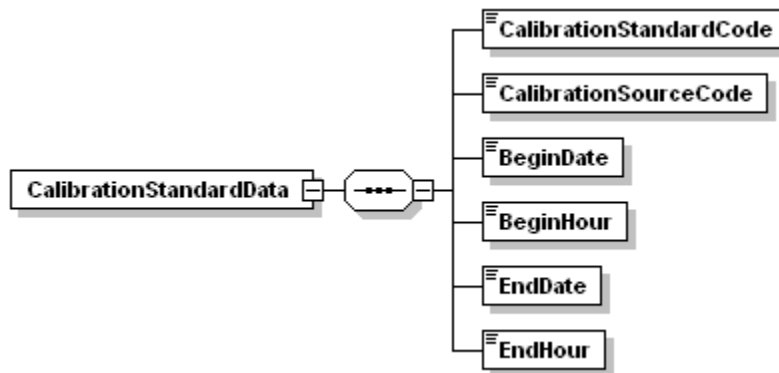 CalibrationStandardCode
CalibrationSourceCode
BeginDate
CalibrationStandardData
BeginHour
EndDate
EndHour